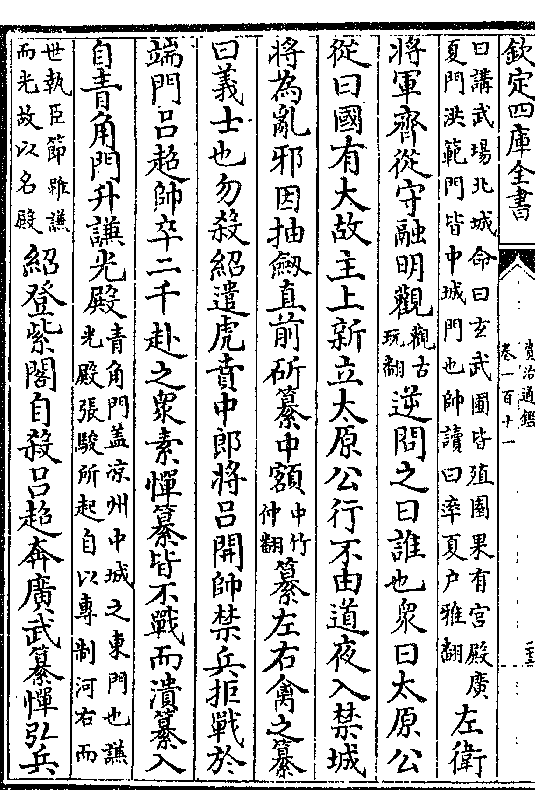 欽定四庫全書
資治通鑑
卷一百十一
曰講武場北城命曰玄武圃皆殖園果有宮殿廣
夏門洪範門皆中城門也帥讀曰率夏户雅翻
左衛
將軍齊從守融明觀
觀古
玩翻
逆問之曰誰也衆曰太原公
從曰國有大故主上新立太原公行不由道夜入禁城
將為亂邪因抽劒直前斫纂中額
中竹
仲翻
纂左右禽之纂
曰義士也勿殺紹遣虎賁中郎將吕開帥禁兵拒戰於
端門吕超帥卒二千赴之衆素憚纂皆不戰而潰纂入
自青角門升謙光殿
青角門蓋凉州中城之東門也謙
光殿張駿所起自以專制河右而
世執臣節雖謙
而光故以名殿
紹登紫閣自殺吕超奔廣武纂憚弘兵